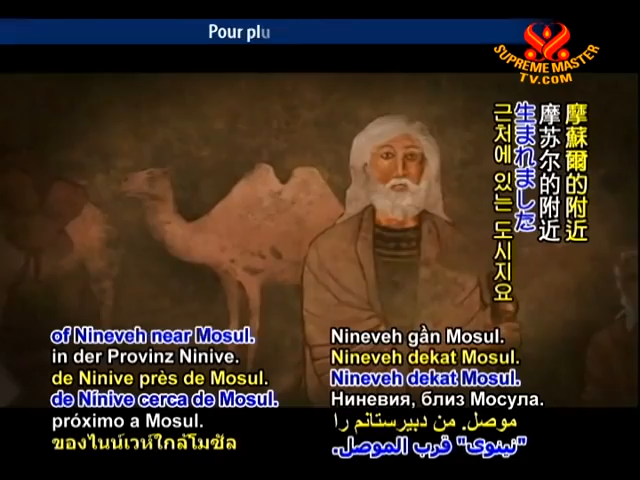 Pour plu
SUPREME MASTER
TV.COM
摩蘇爾的附近
摩苏尔的附近
生まれました
근처에 있는 도시지요
of Nineveh near Mosul.
in der Provinz Ninive.
de Ninive près de Mosul.
de Nínive cerca de Mosul.
próximo a Mosul.
ของไนน์เวห์ใกล้โมซัล
Nineveh gần Mosul.
Nineveh dekat Mosul.
Nineveh dekat Mosul.
Ниневия, близ Мосула.
موصل. من دبیرستانم را
"نينوى" قرب الموصل.